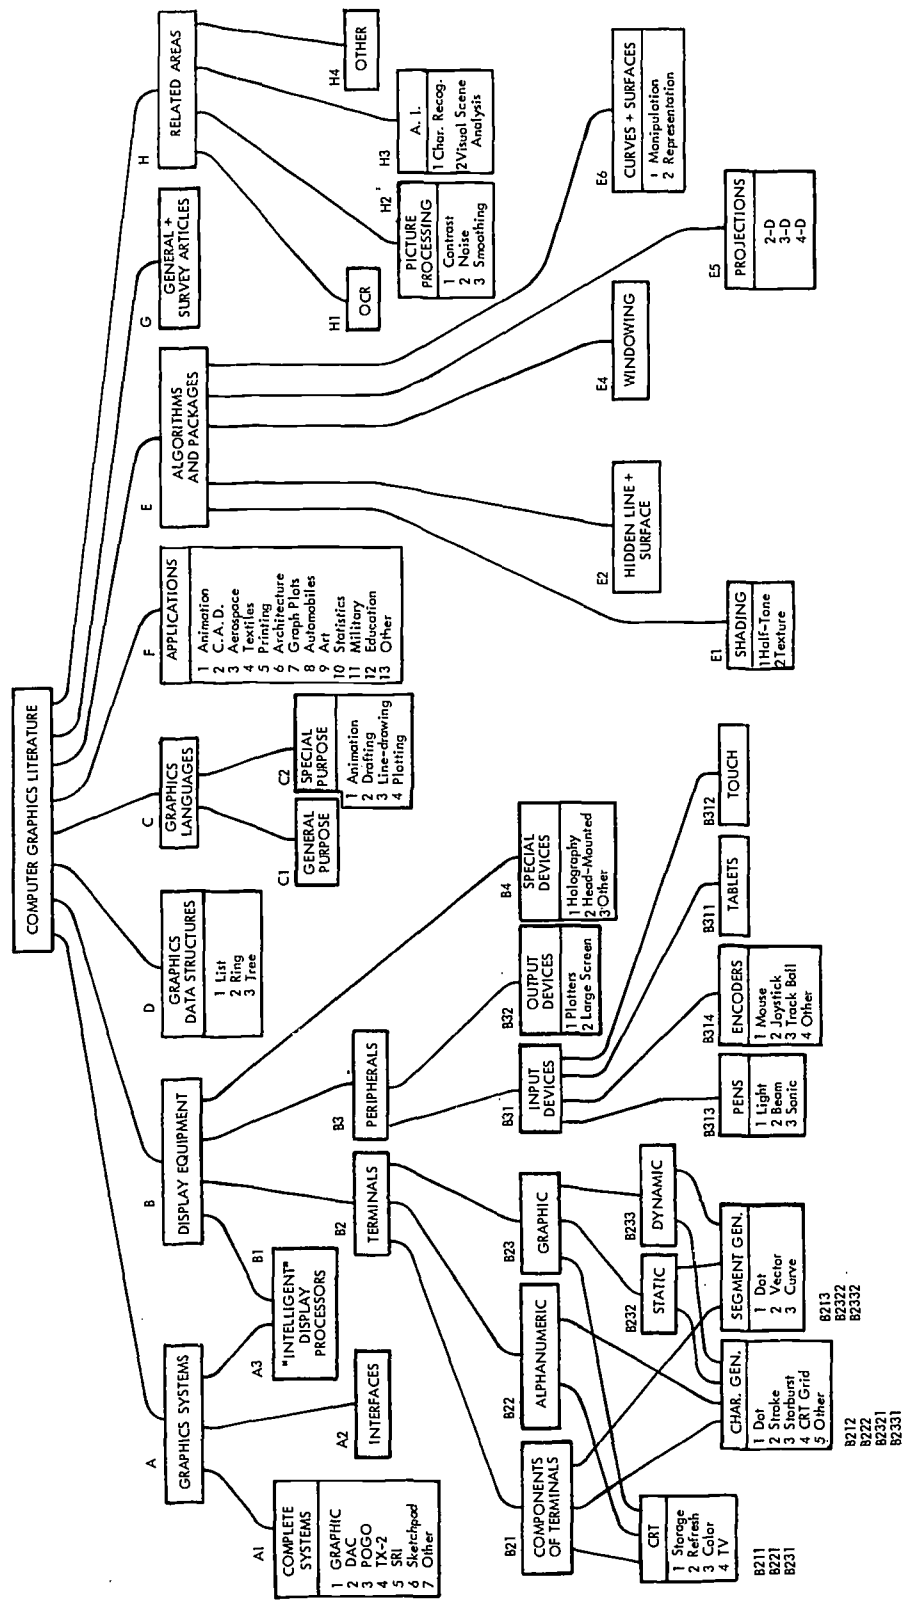 COMPUTER GRAPHICS LITERATURE
A
GRAPHICS SYSTEMS
A1
COMPLETE
SYSTEMS
1 GRAPHIC
2 DAC
3 POGO
4 TX-2
5 SRI
6 Sketchpad
7 Other
A2
INTERFACES
A3
B1
"INTELLIGENT"
DISPLAY
PROCESSORS
B
DISPLAY EQUIPMENT
B2
TERMINALS
B21
COMPONENTS
OF TERMINALS
B22
ALPHANUMERIC
B23
GRAPHIC
B232
STATIC
B233
DYNAMIC
CRT
1 Storage
2 Refresh
3 Color
4 TV
B211
B221
B231
CHAR. GEN.
1 Dot
2 Stroke
3 Starburst
4 CRT Grid
5 Other
B212
B222
B2321
B2331
SEGMENT GEN.
1 Dot
2 Vector
3 Curve
B213
B2322
B2332
B3
PERIPHERALS
B31
INPUT
DEVICES
B313
PENS
1 Light
2 Beam
3 Sonic
B314
ENCODERS
1 Mouse
2 Joystick
3 Track Ball
4 Other
B311
TABLETS
B312
TOUCH
B32
OUTPUT
DEVICES
1 Plotters
2 Large Screen
B4
SPECIAL
DEVICES
1 Holography
2 Head-Mounted
3 Other
D
GRAPHICS
DATA STRUCTURES
1 List
2 Ring
3 Tree
C
GRAPHICS
LANGUAGES
C1
GENERAL
PURPOSE
C2
SPECIAL
PURPOSE
1 Animation
2 Drafting
3 Line-drawing
4 Plotting
F
APPLICATIONS
1 Animation
2 C.A.D.
3 Aerospace
4 Textiles
5 Printing
6 Architecture
7 Graph Plots
8 Automobiles
9 Art
10 Statistics
11 Military
12 Education
13 Other
E
ALGORITHMS
AND PACKAGES
E1
SHADING
1 Half-Tone
2 Texture
E2
HIDDEN LINE +
SURFACE
E4
WINDOWING
E5
PROJECTIONS
2-D
3-D
4-D
E6
CURVES + SURFACES
1 Manipulation
2 Representation
G
GENERAL +
SURVEY ARTICLES
H
RELATED AREAS
H1
OCR
H2
PICTURE
PROCESSING
1 Contrast
2 Noise
3 Smoothing
H3
A. I.
1 Char. Recog.
2 Visual Scene
Analysis
H4
OTHER